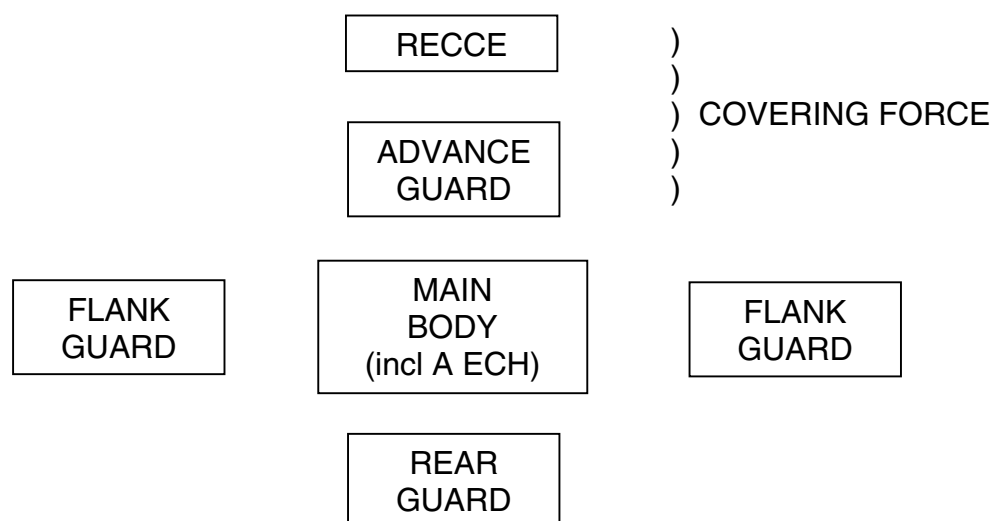 RECCE
)
)
) COVERING FORCE
)
)
ADVANCE
GUARD
FLANK
GUARD
MAIN
BODY
(incl A ECH)
FLANK
GUARD
REAR
GUARD